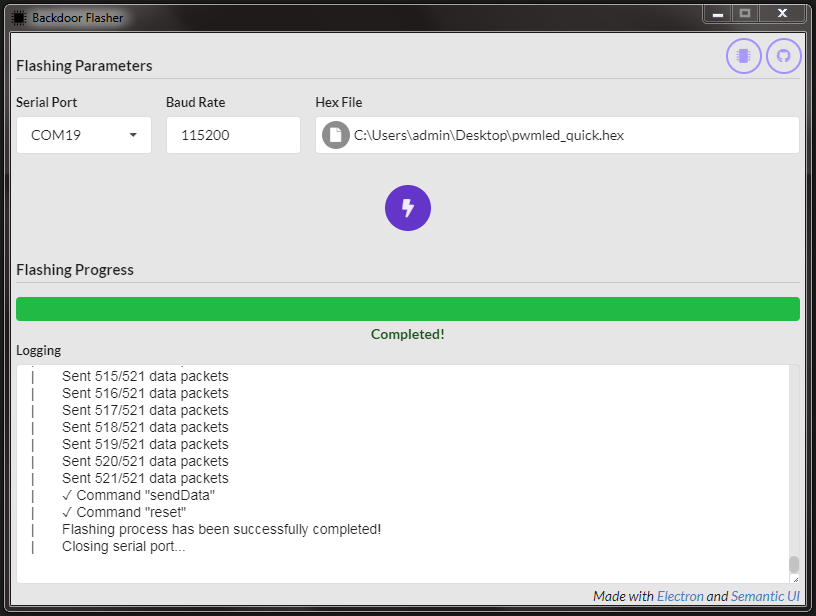 Backdoor Flasher
Flashing Parameters
Serial Port Baud Rate Hex File
COM19 115200 C:\Users\admin\Desktop\pwmled_quick.hex
Flashing Progress
Completed!
Logging
| Sent 515/521 data packets
| Sent 516/521 data packets
| Sent 517/521 data packets
| Sent 518/521 data packets
| Sent 519/521 data packets
| Sent 520/521 data packets
| Sent 521/521 data packets
| ✓ Command "sendData"
| ✓ Command "reset"
| Flashing process has been successfully completed!
| Closing serial port...
Made with Electron and Semantic UI